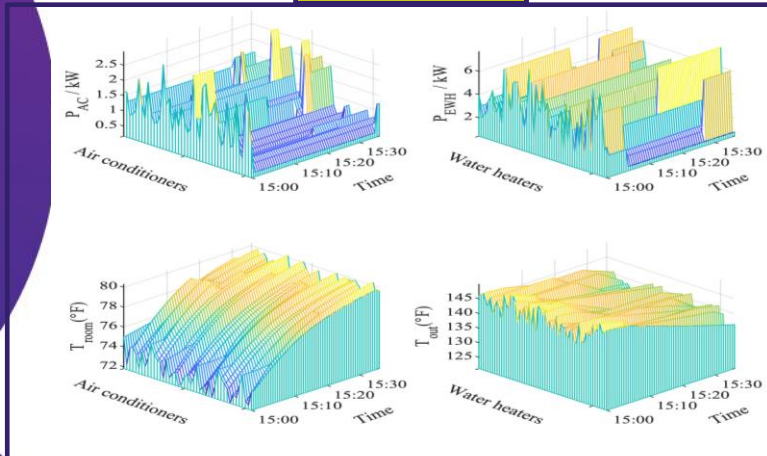 P_AC / kW
2.5
2
1.5
1
0.5
Air conditioners
15:00
15:10
15:20
15:30
Time
P_EWH / kW
6
4
2
Water heaters
15:00
15:10
15:20
15:30
Time
T_room(°F)
80
78
76
74
72
Air conditioners
15:00
15:10
15:20
15:30
Time
T_out(°F)
145
140
135
130
125
Water heaters
15:00
15:10
15:20
15:30
Time